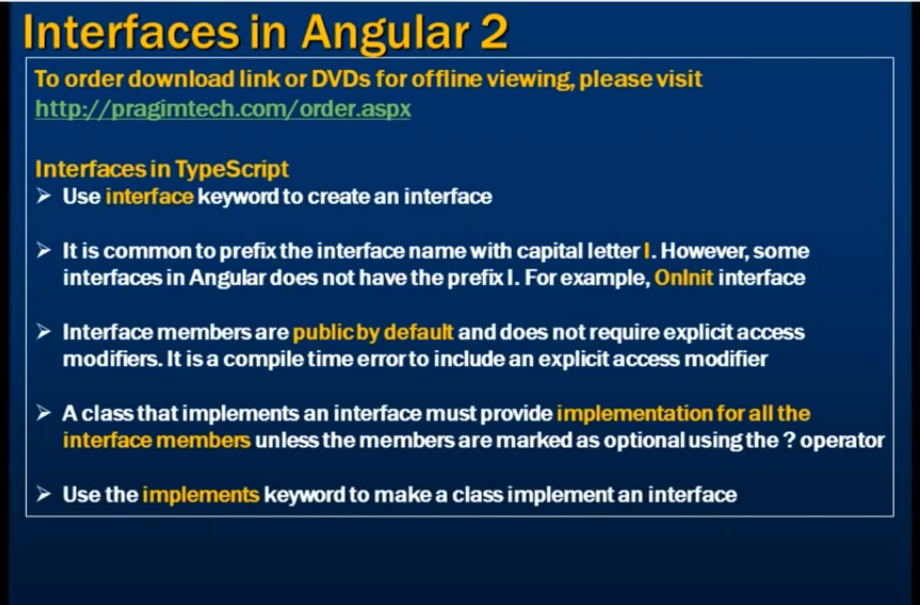 Interfaces in Angular 2
To order download link or DVDs for offline viewing, please visit
http://pragimtech.com/order.aspx
Interfaces in TypeScript
➢ Use interface keyword to create an interface
➢ It is common to prefix the interface name with capital letter I. However, some
interfaces in Angular does not have the prefix I. For example, OnInit interface
➢ Interface members are public by default and does not require explicit access
modifiers. It is a compile time error to include an explicit access modifier
➢ A class that implements an interface must provide implementation for all the
interface members unless the members are marked as optional using the ? operator
➢ Use the implements keyword to make a class implement an interface